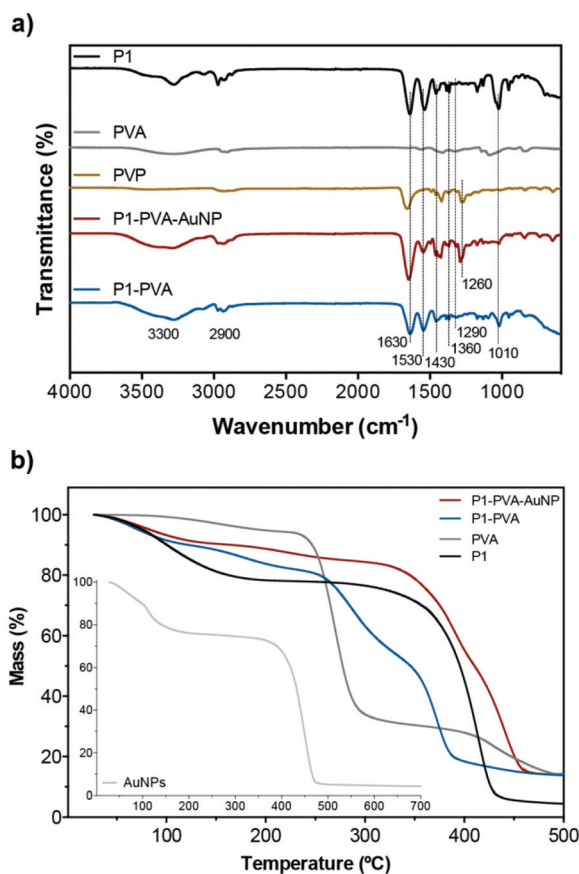 a)
P1
PVA
PVP
P1-PVA-AuNP
P1-PVA
1260
3300
2900
1630
1290
1530
1360
1430
1010
Transmittance (%)
4000 3500 3000 2500 2000 1500 1000
Wavenumber (cm-1)
b)
P1-PVA-AuNP
P1-PVA
PVA
P1
100
80
60
40
20
0
Mass (%)
100
80
60
40
20
0
AuNPs
100 200 300 400 500 600 700
100 200 300 400 500
Temperature (ºC)